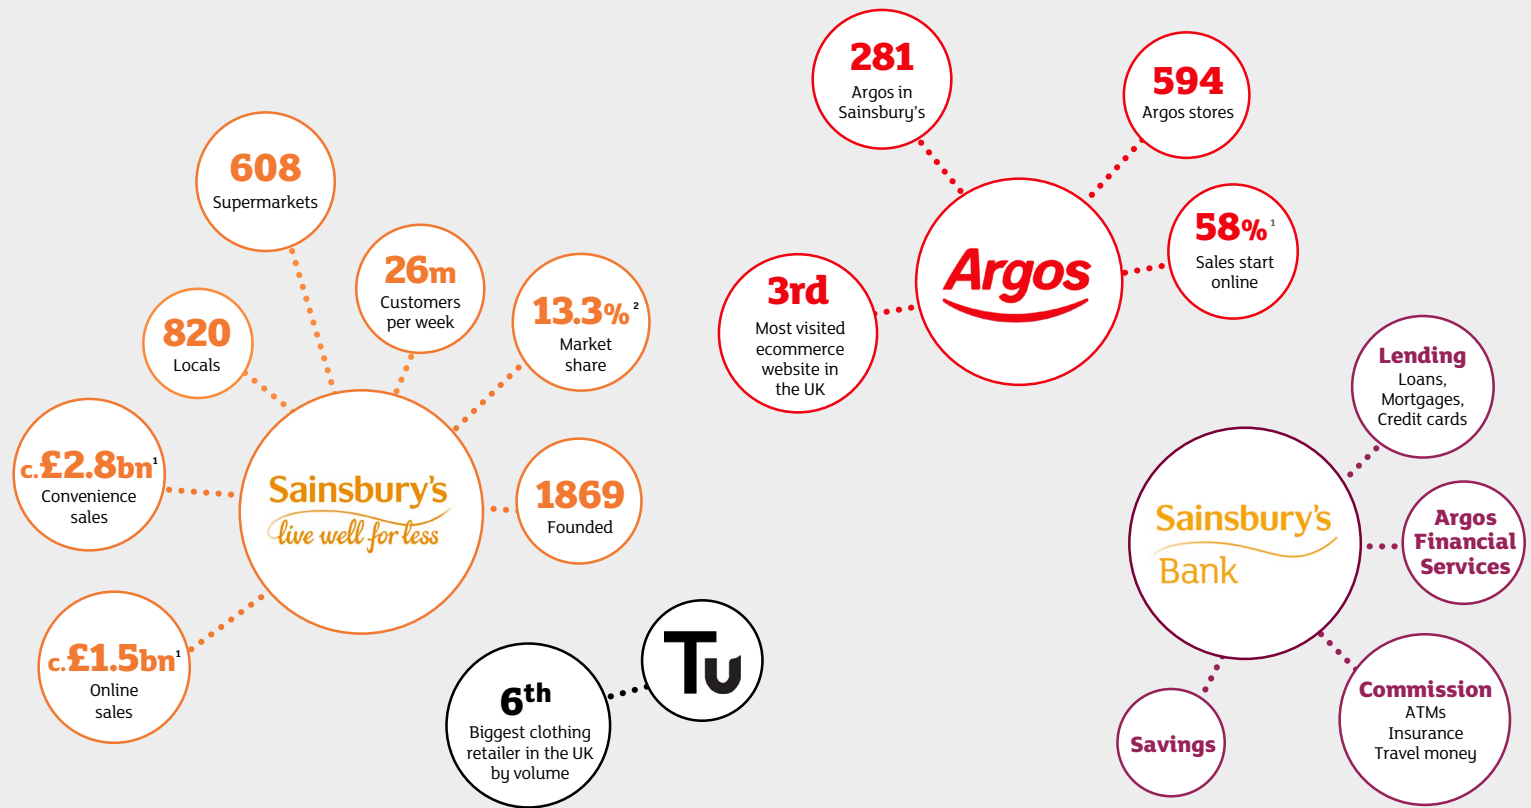 608
Supermarkets
26m
Customers
per week
820
Locals
13.3% ²
Market
share
c.£2.8bn¹
Convenience
sales
Sainsbury's
live well for less
1869
Founded
c.£1.5bn¹
Online
sales
6th
Biggest clothing
retailer in the UK
by volume
Tu
281
Argos in
Sainsbury's
594
Argos stores
58% ¹
Sales start
online
3rd
Most visited
ecommerce
website in
the UK
Argos
Lending
Loans,
Mortgages,
Credit cards
Sainsbury's
Bank
Argos
Financial
Services
Commission
ATMs
Insurance
Travel money
Savings